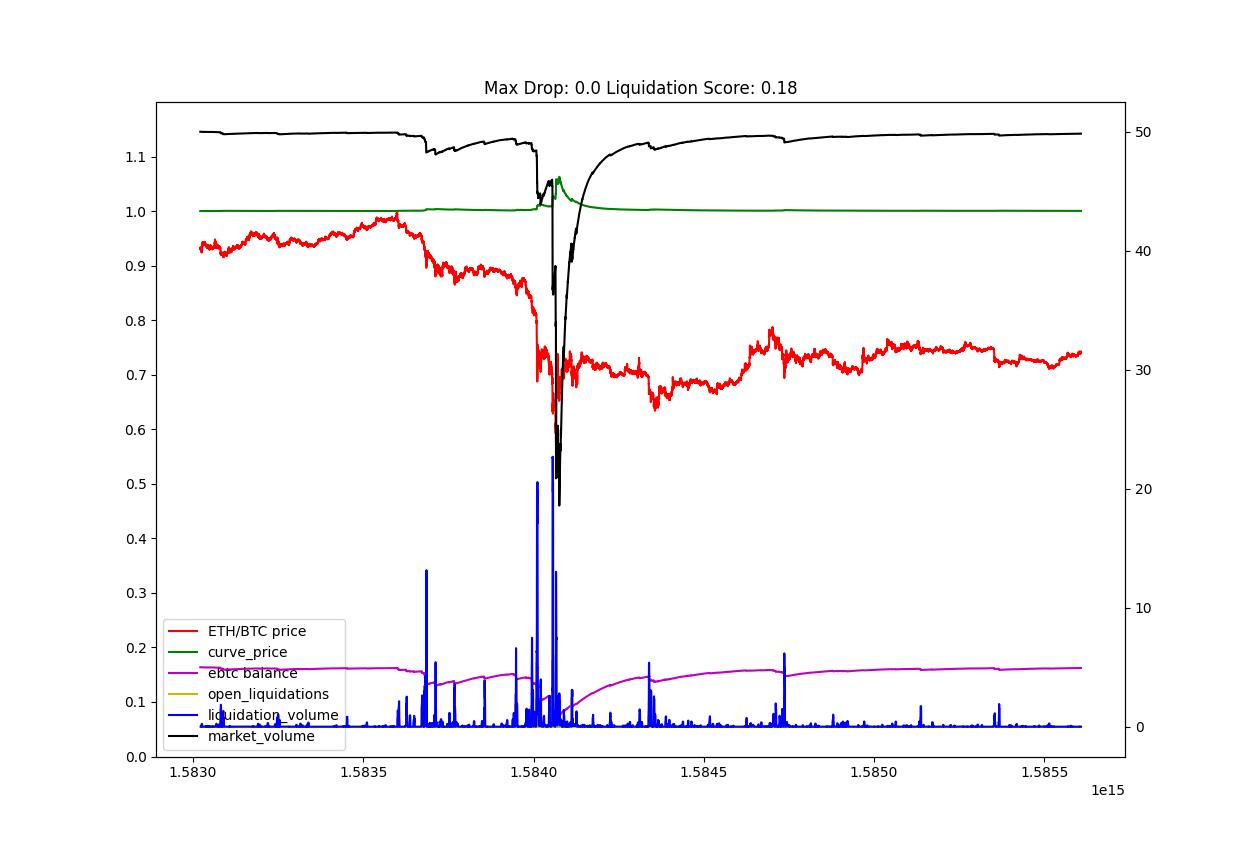 Max Drop: 0.0 Liquidation Score: 0.18
1.1
1.0
0.9
0.8
0.7
0.6
0.5
0.4
0.3
0.2
0.1
0.0
50
40
30
20
10
0
ETH/BTC price
curve_price
ebtc balance
open_liquidations
liquidation_volume
market_volume
1.5830 1.5835 1.5840 1.5845 1.5850 1.5855
1e15